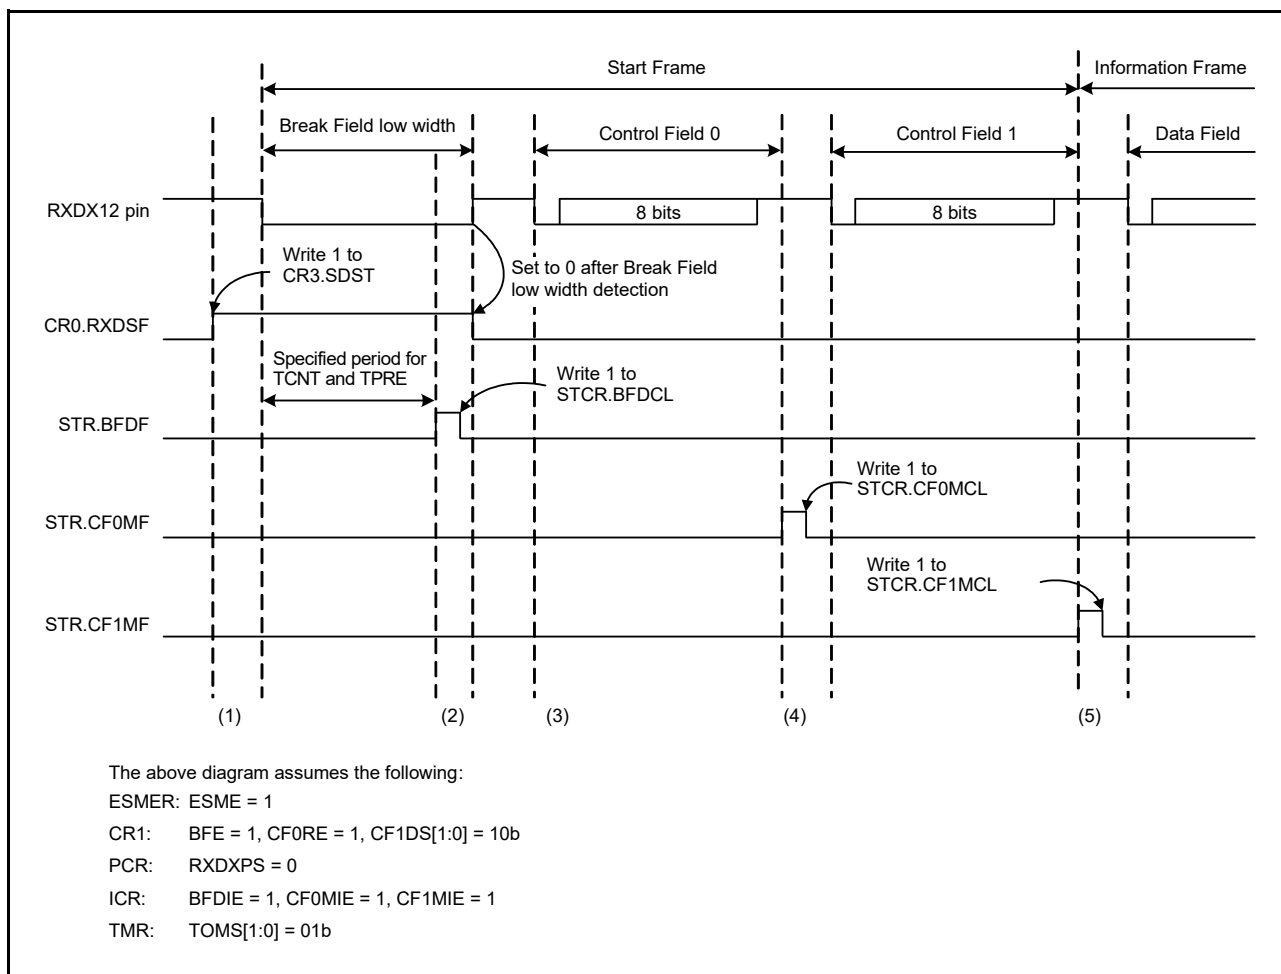 Start Frame
Information Frame
Break Field low width
Control Field 0
Control Field 1
Data Field
RXDX12 pin
8 bits
8 bits
Write 1 to
CR3.SDST
Set to 0 after Break Field
low width detection
CR0.RXDSF
Specified period for
TCNT and TPRE
Write 1 to
STCR.BFDCL
STR.BFDF
Write 1 to
STCR.CF0MCL
STR.CF0MF
Write 1 to
STCR.CF1MCL
STR.CF1MF
(1)
(2)
(3)
(4)
(5)
The above diagram assumes the following:
ESMER: ESME = 1
CR1: BFE = 1, CF0RE = 1, CF1DS[1:0] = 10b
PCR: RXDXPS = 0
ICR: BFDIE = 1, CF0MIE = 1, CF1MIE = 1
TMR: TOMS[1:0] = 01b